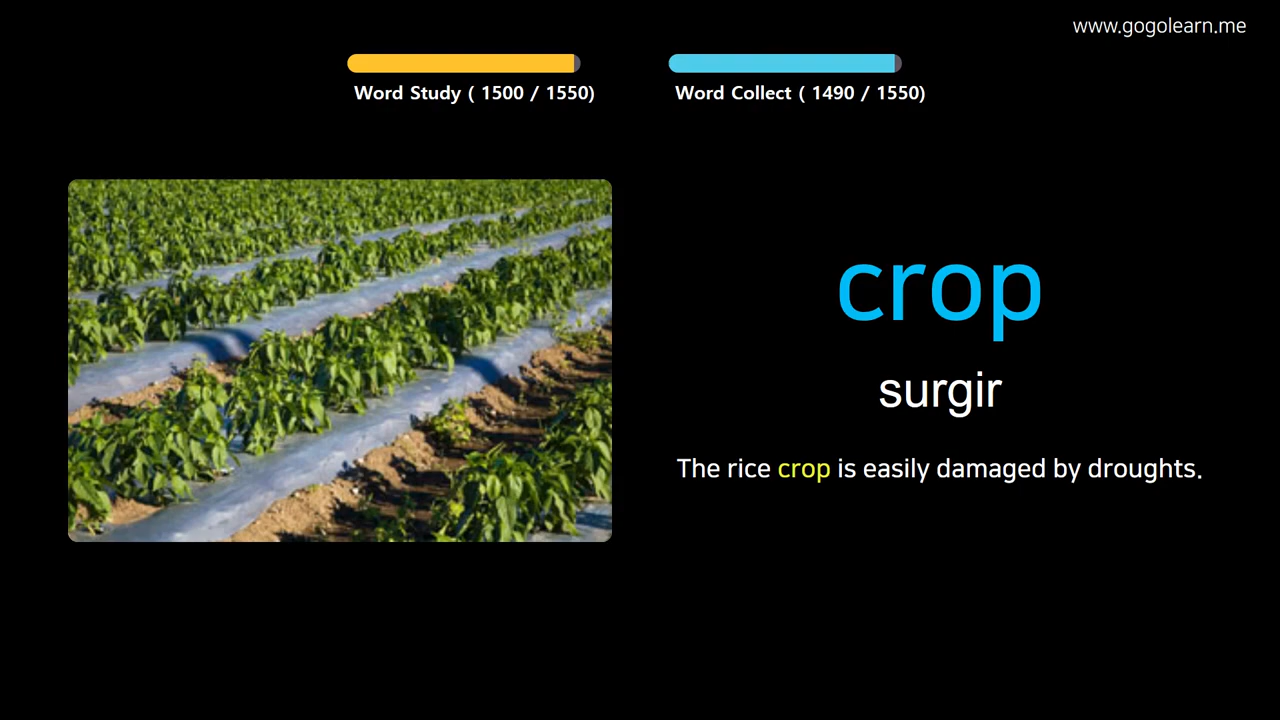 www.gogolearn.me
Word Study ( 1500 / 1550)
Word Collect ( 1490 / 1550)
crop
surgir
The rice crop is easily damaged by droughts.